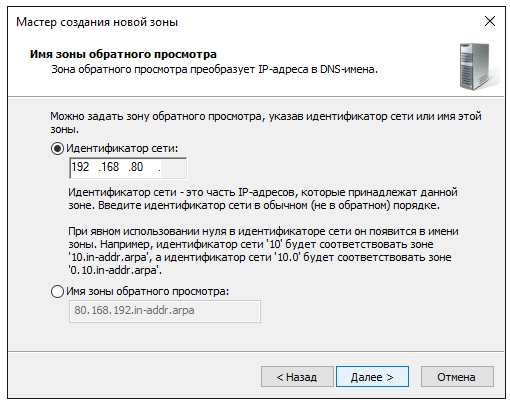 Мастер создания новой зоны
Имя зоны обратного просмотра
Зона обратного просмотра преобразует IP-адреса в DNS-имена.
Можно задать зону обратного просмотра, указав идентификатор сети или имя этой
зоны.
Идентификатор сети:
192 .168 .80 .
Идентификатор сети - это часть IP-адресов, которые принадлежат данной
зоне. Введите идентификатор сети в обычном (не в обратном) порядке.
При явном использовании нуля в идентификаторе сети он появится в имени
зоны. Например, идентификатор сети '10' будет соответствовать зоне
'10.in-addr.arpa', а идентификатор сети '10.0' будет соответствовать зоне
'0.10.in-addr.arpa'.
Имя зоны обратного просмотра:
80.168.192.in-addr.arpa
< Назад Далее > Отмена